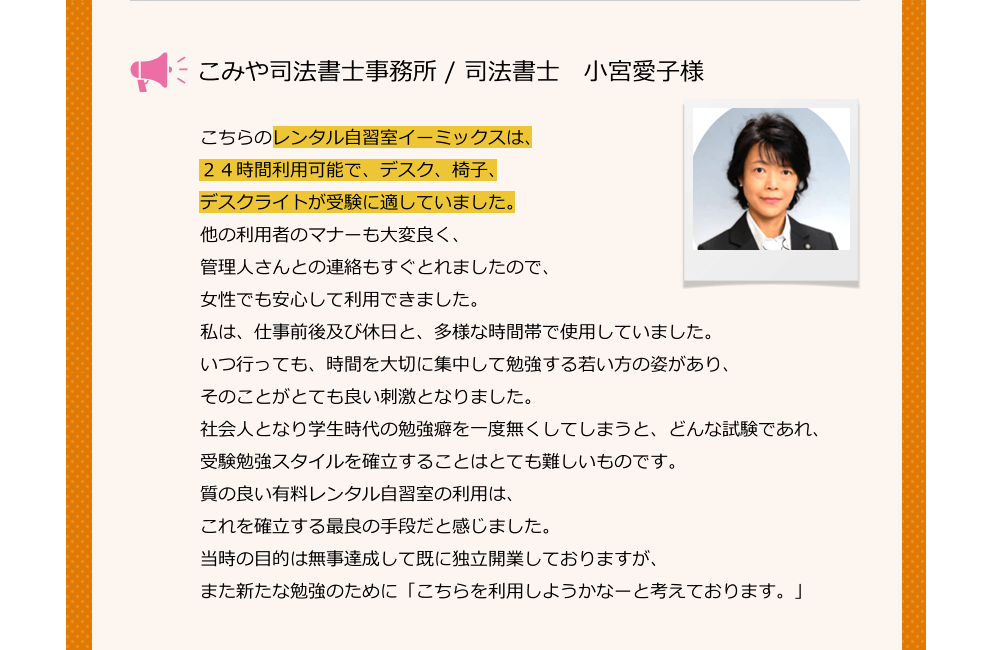 こみや司法書士事務所 / 司法書士　小宮愛子様
こちらのレンタル自習室イーミックスは、
２４時間利用可能で、デスク、椅子、
デスクライトが受験に適していました。
他の利用者のマナーも大変良く、
管理人さんとの連絡もすぐとれましたので、
女性でも安心して利用できました。
私は、仕事前後及び休日と、多様な時間帯で使用していました。
いつ行っても、時間を大切に集中して勉強する若い方の姿があり、
そのことがとても良い刺激となりました。
社会人となり学生時代の勉強癖を一度無くしてしまうと、どんな試験であれ、
受験勉強スタイルを確立することはとても難しいものです。
質の良い有料レンタル自習室の利用は、
これを確立する最良の手段だと感じました。
当時の目的は無事達成して既に独立開業しておりますが、
また新たな勉強のために「こちらを利用しようかなーと考えております。」